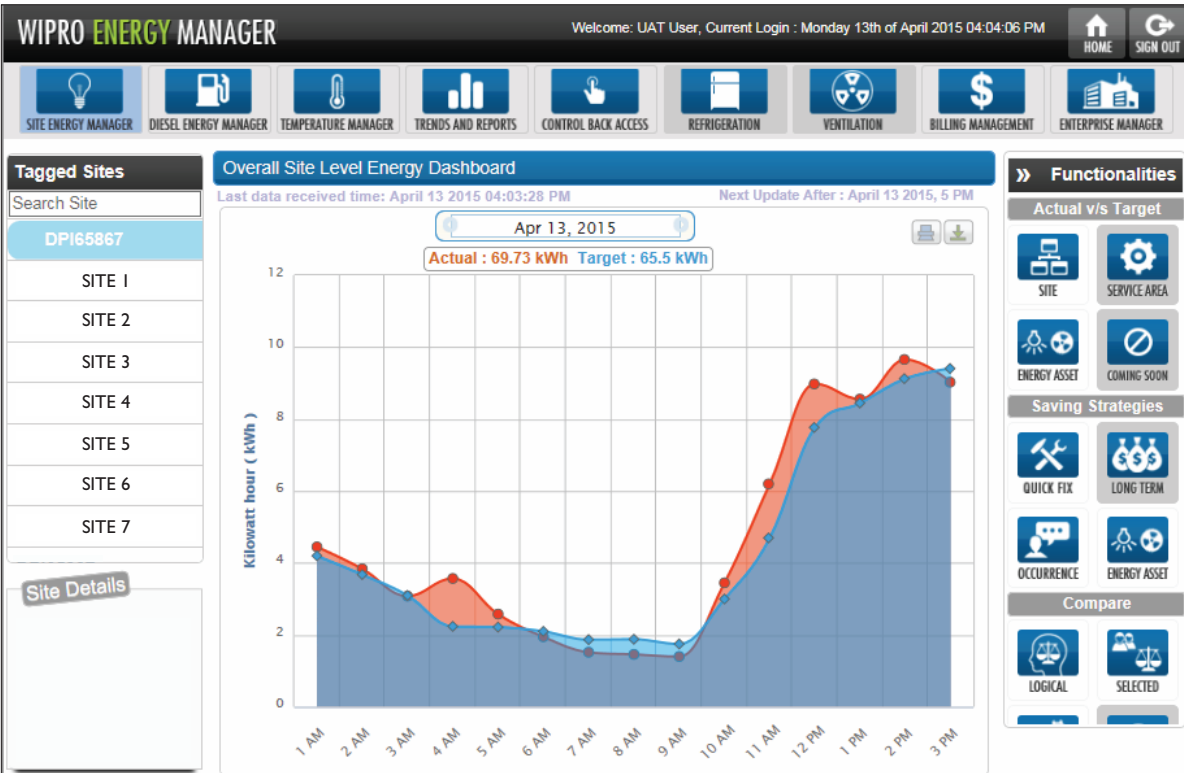 WIPRO ENERGY MANAGER
Welcome: UAT User, Current Login : Monday 13th of April 2015 04:04:06 PM
HOME
SIGN OUT
SITE ENERGY MANAGER
DIESEL ENERGY MANAGER
TEMPERATURE MANAGER
TRENDS AND REPORTS
CONTROL BACK ACCESS
REFRIGERATION
VENTILATION
BILLING MANAGEMENT
ENTERPRISE MANAGER
Tagged Sites
Search Site
DPI65867
SITE 1
SITE 2
SITE 3
SITE 4
SITE 5
SITE 6
SITE 7
Site Details
Overall Site Level Energy Dashboard
Last data received time: April 13 2015 04:03:28 PM
Next Update After : April 13 2015, 5 PM
Apr 13, 2015
Actual : 69.73 kWh Target : 65.5 kWh
Kilowatt hour ( kWh )
12
10
8
6
4
2
0
1 AM
2 AM
3 AM
4 AM
5 AM
6 AM
7 AM
8 AM
9 AM
10 AM
11 AM
12 PM
1 PM
2 PM
3 PM
» Functionalities
Actual v/s Target
SITE
SERVICE AREA
ENERGY ASSET
COMING SOON
Saving Strategies
QUICK FIX
LONG TERM
OCCURRENCE
ENERGY ASSET
Compare
LOGICAL
SELECTED